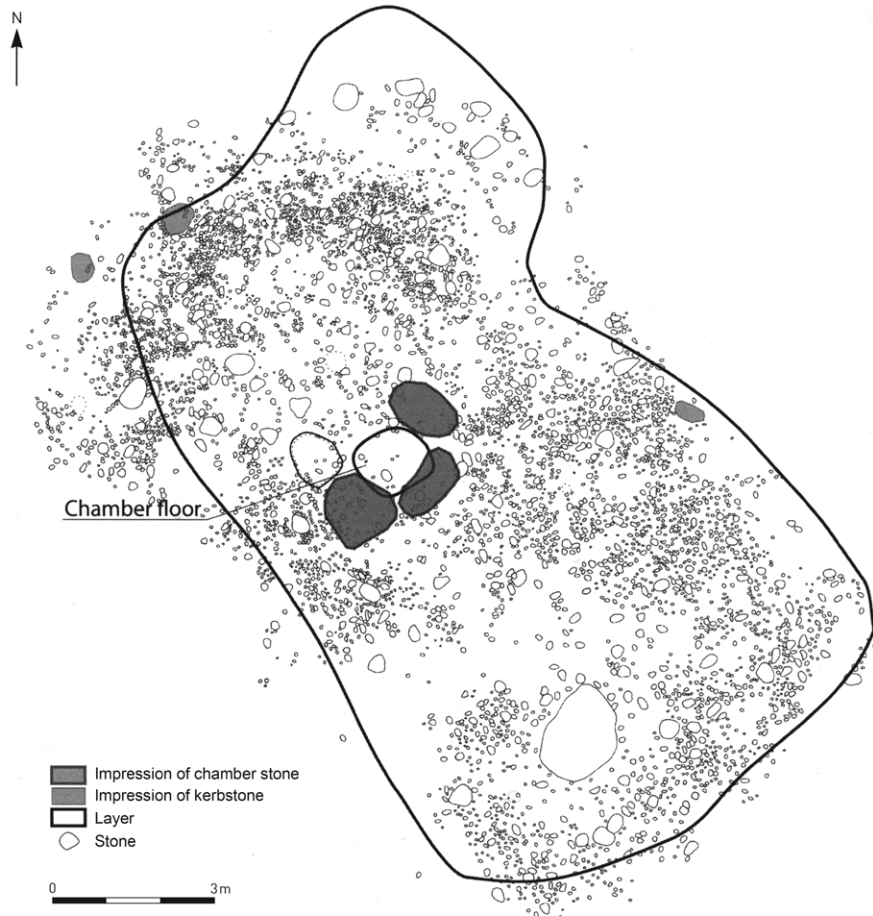 N
Chamber floor
Impression of chamber stone
Impression of kerbstone
Layer
Stone
0 3 m